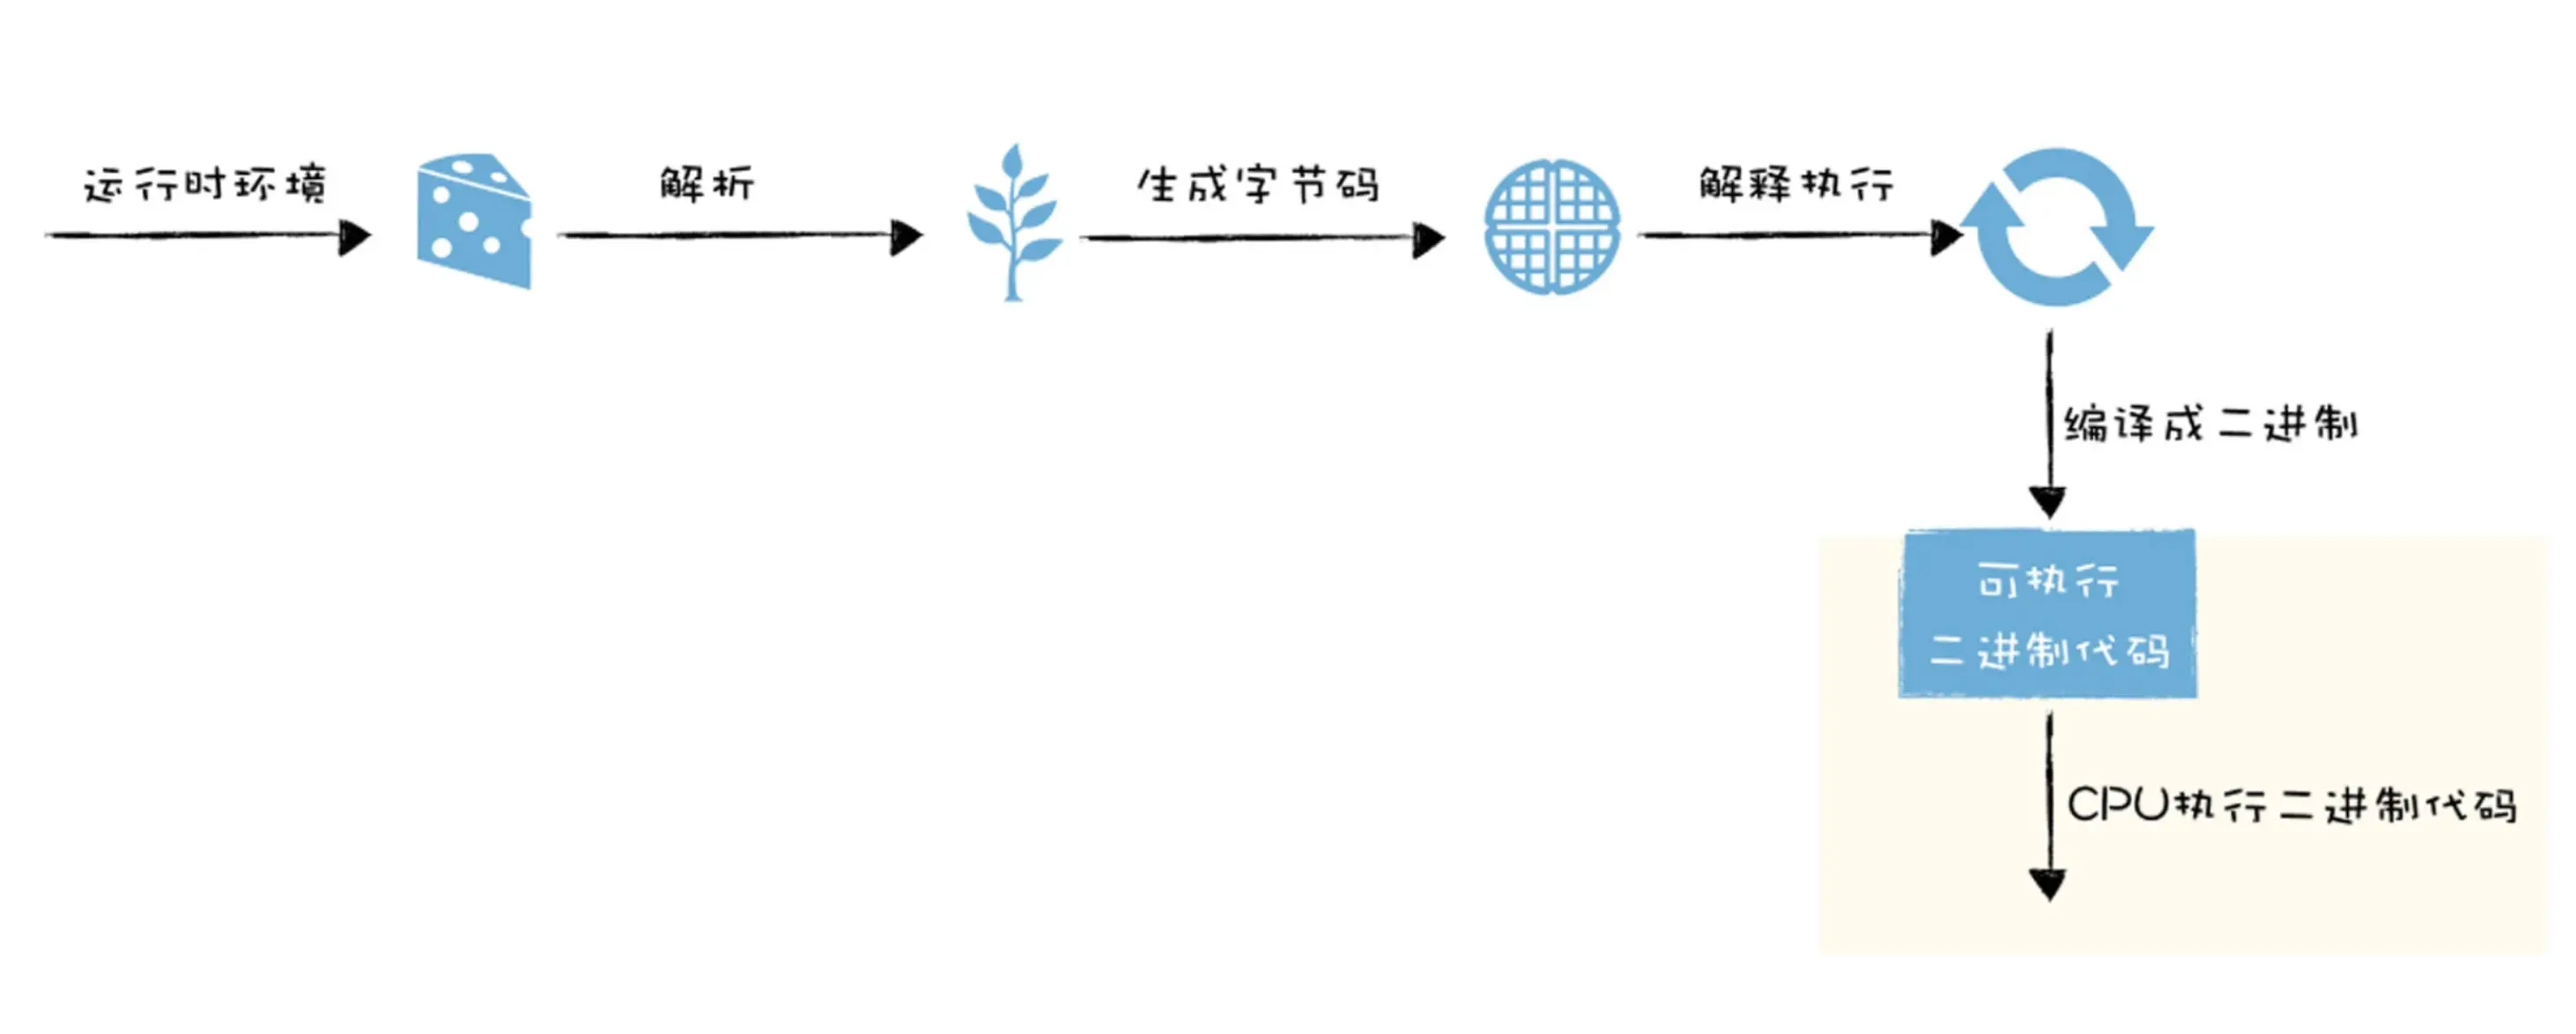 运行时环境
解析
生成字节码
解释执行
编译成二进制
可执行
二进制代码
CPU执行二进制代码